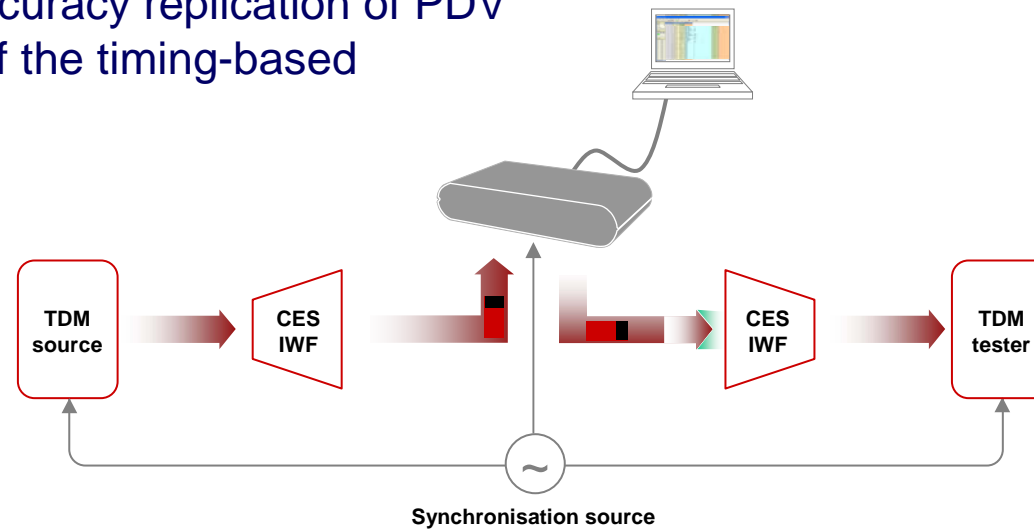 curacy replication of PDV
f the timing-based
TDM
source
CES
IWF
CES
IWF
TDM
tester
~
Synchronisation source